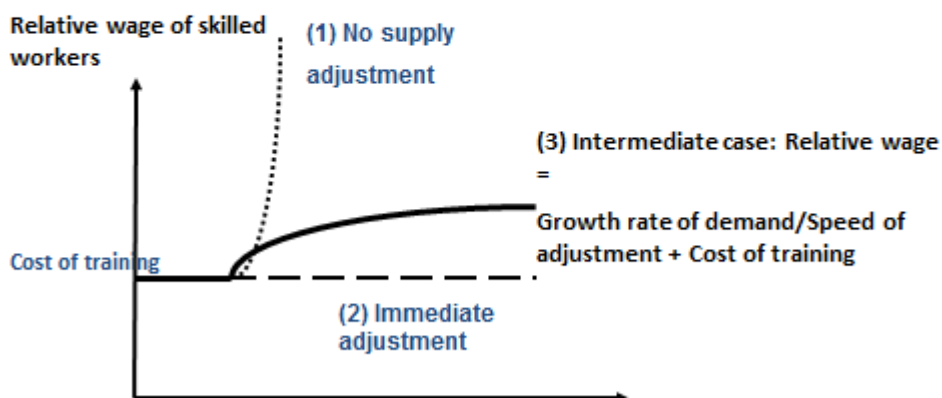 Relative wage of skilled
workers
(1) No supply
adjustment
(3) Intermediate case: Relative wage
=
Growth rate of demand/Speed of
adjustment + Cost of training
Cost of training
(2) Immediate
adjustment